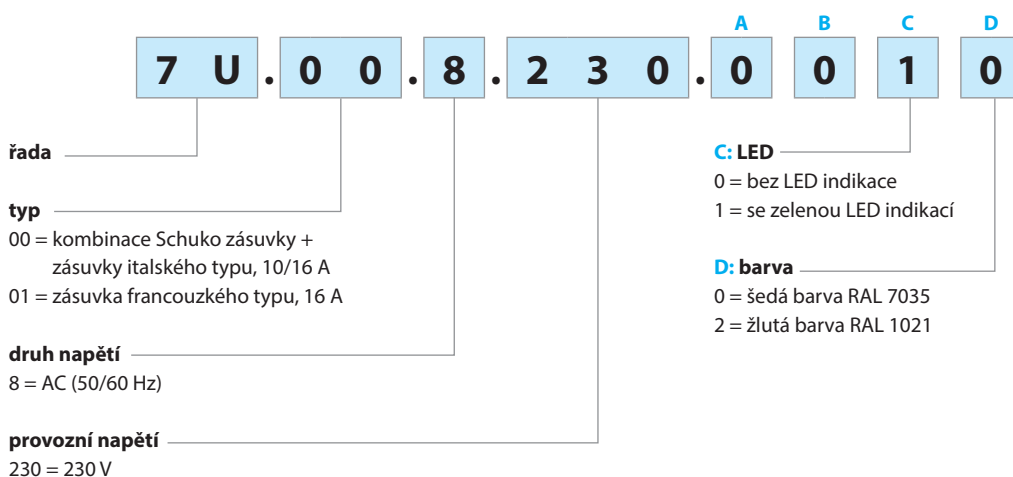 A B C D
7 U . 0 0 . 8 . 2 3 0 . 0 0 1 0
řada
typ
00 = kombinace Schuko zásuvky +
zásuvky italského typu, 10/16 A
01 = zásuvka francouzkého typu, 16 A
druh napětí
8 = AC (50/60 Hz)
provozní napětí
230 = 230 V
C: LED
0 = bez LED indikace
1 = se zelenou LED indikací
D: barva
0 = šedá barva RAL 7035
2 = žlutá barva RAL 1021